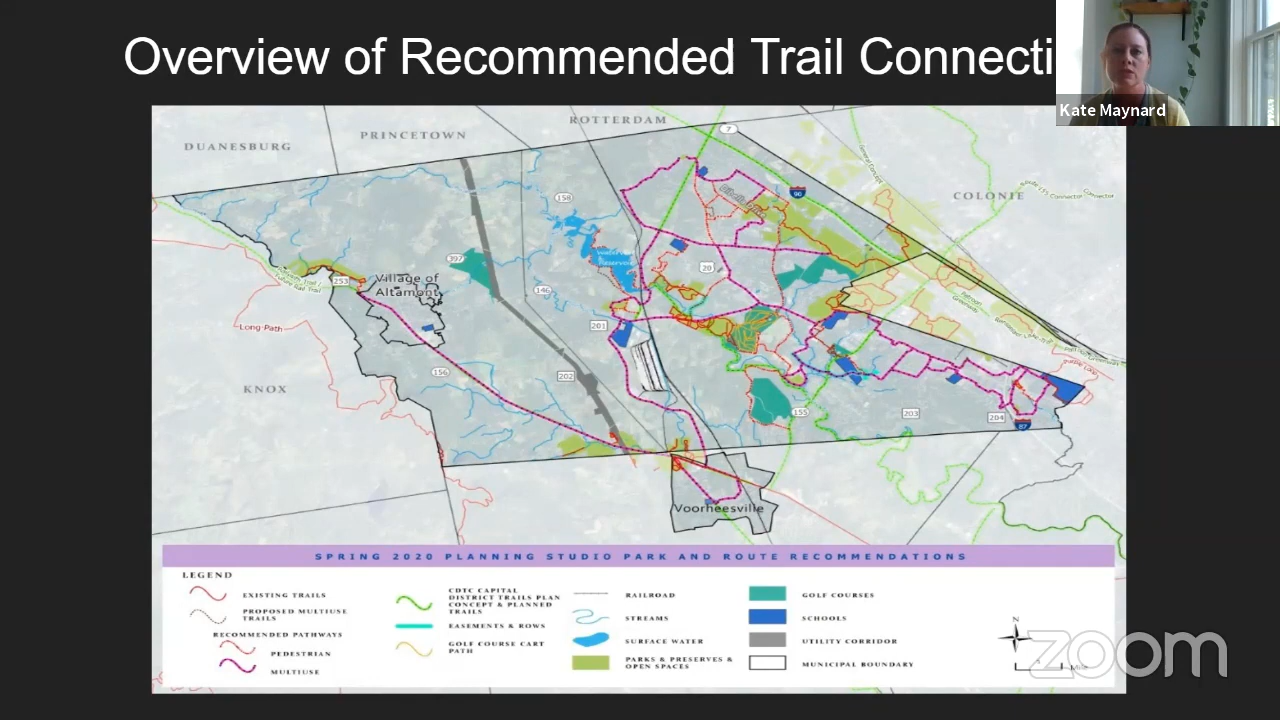 Overview of Recommended Trail Connecti
Kate Maynard
DUANESBURG
PRINCETOWN
ROTTERDAM
7
COLONIE
90
158
397
20
253
Village of
Altamont
146
201
Long Path
156
202
KNOX
155
203
204
87
Voorheesville
SPRING 2020 PLANNING STUDIO PARK AND ROUTE RECOMMENDATIONS
LEGEND
EXISTING TRAILS
PROPOSED MULTIUSE
TRAILS
RECOMMENDED PATHWAYS
PEDESTRIAN
MULTIUSE
CDTC CAPITAL
DISTRICT TRAILS PLAN
CONCEPT & PLANNED
TRAILS
EASEMENTS & ROWS
GOLF COURSE CART
PATH
RAILROAD
STREAMS
SURFACE WATER
PARKS & PRESERVES &
OPEN SPACES
GOLF COURSES
SCHOOLS
UTILITY CORRIDOR
MUNICIPAL BOUNDARY
N
zoom